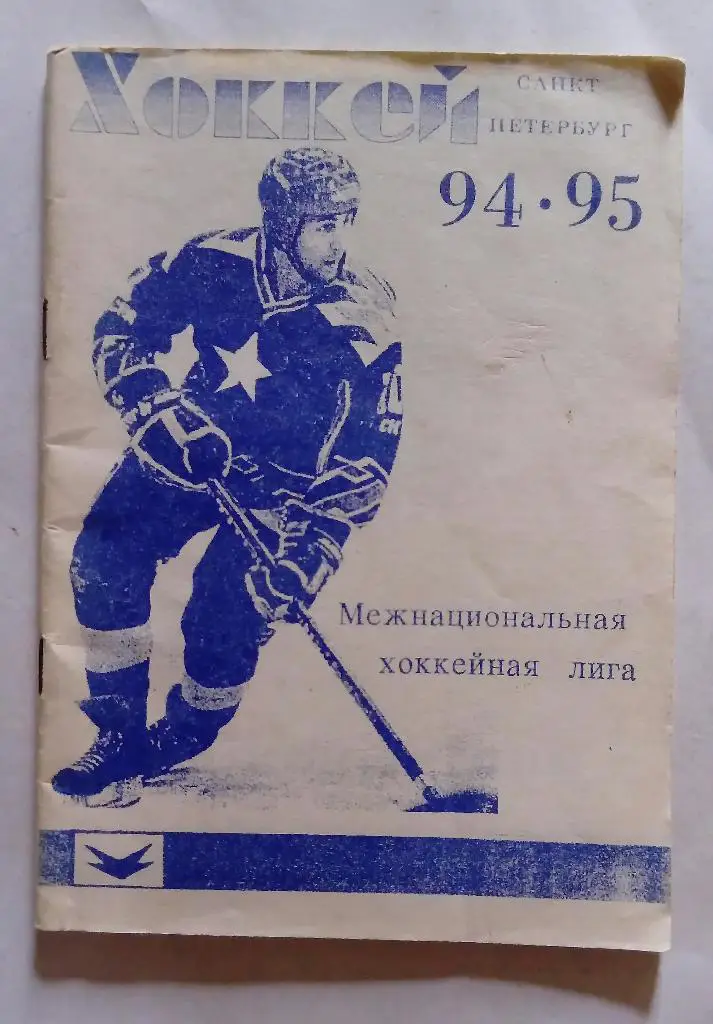 Хоккей
САНКТ
ПЕТЕРБУРГ
94·95
Межнациональная
хоккейная лига